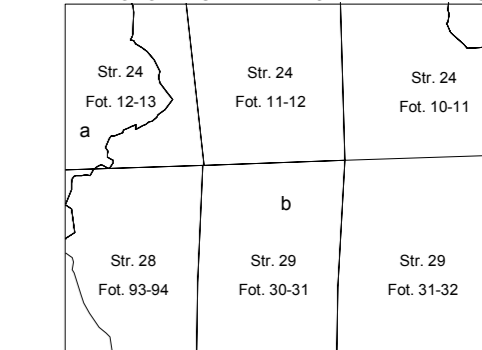 Str. 24
Fot. 12-13
a
Str. 24
Fot. 11-12
Str. 24
Fot. 10-11
b
Str. 28
Fot. 93-94
Str. 29
Fot. 30-31
Str. 29
Fot. 31-32